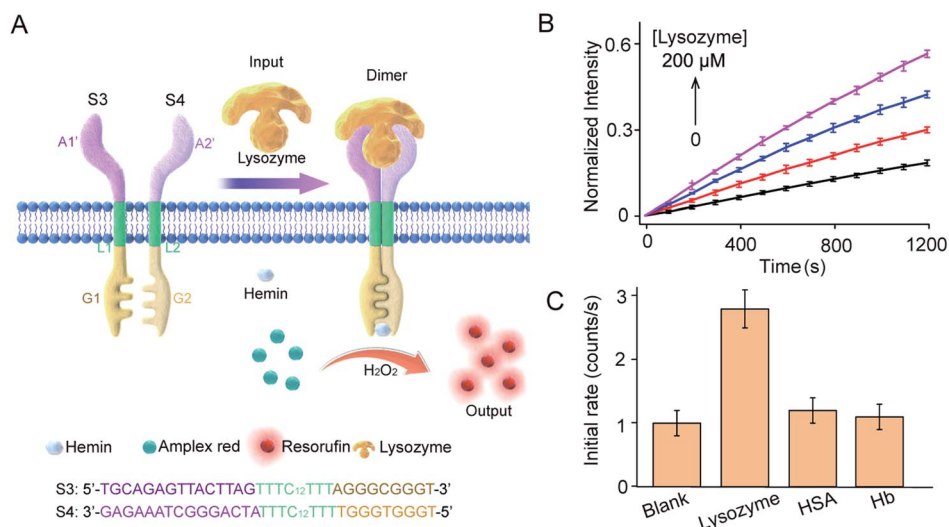 A
S3
S4
A1'
A2'
Input
Lysozyme
Dimer
L1
L2
G1
G2
Hemin
H₂O₂
Output
Hemin Amplex red Resorufin Lysozyme
S3: 5'-TGCAGAGTTACTTAGTTTC₁₂TTTAGGGCGGGT-3'
S4: 3'-GAGAAATCGGGACTATTTC₁₂TTTTGGGTGGGT-5'
B
[Lysozyme]
200 μM
0
Normalized Intensity
0.6
0.3
0
0 400 800 1200
Time (s)
C
Initial rate (counts/s)
3
2
1
0
Blank Lysozyme HSA Hb